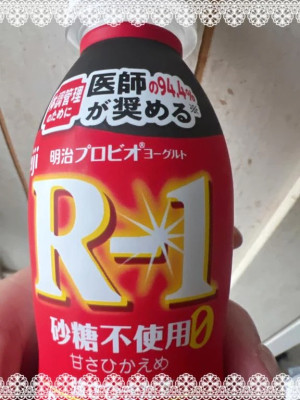 体調管理
のために
医師の94.4%
が奨める※
ji
明治プロビオ®ヨーグルト
R-1
砂糖不使用0
甘さひかえめ